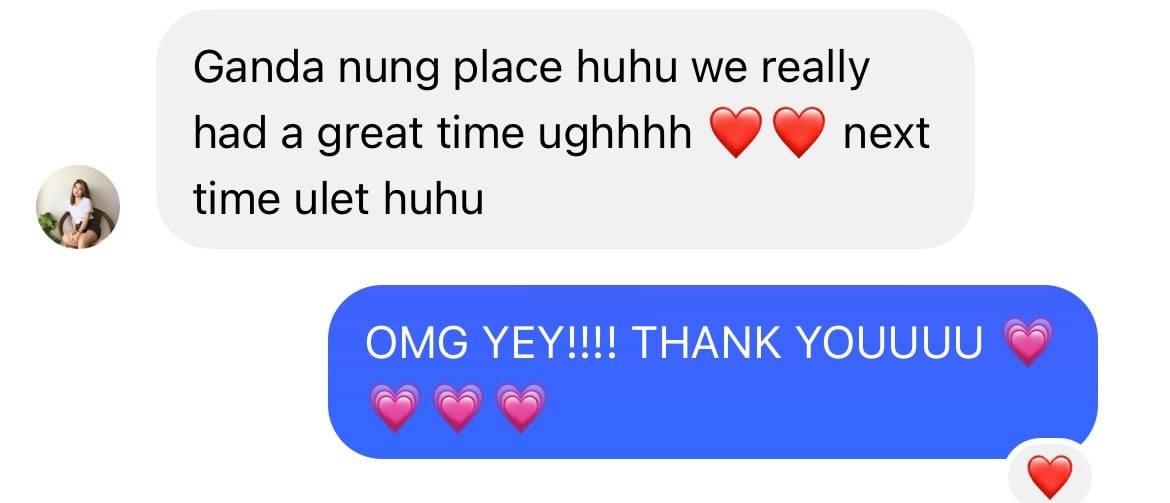 Ganda nung place huhu we really
had a great time ughhhh ❤️❤️ next
time ulet huhu
OMG YEY!!!! THANK YOUUUU 💗
💗💗💗
❤️